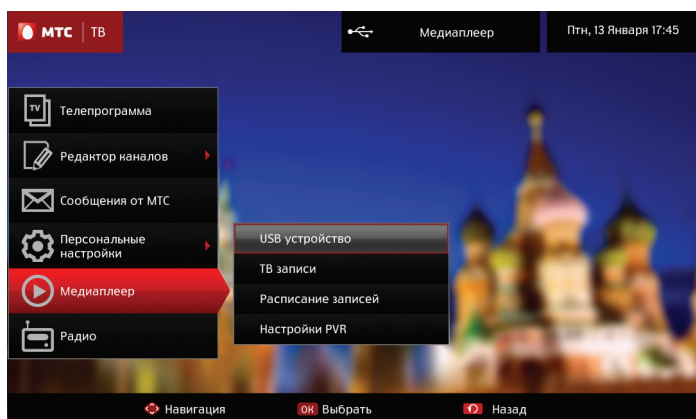 МТС ТВ
Медиаплеер
Птн, 13 Января 17:45
TV
Телепрограмма
Редактор каналов
Сообщения от МТС
Персональные
настройки
Медиаплеер
Радио
USB устройство
ТВ записи
Расписание записей
Настройки PVR
Навигация
OK Выбрать
Назад